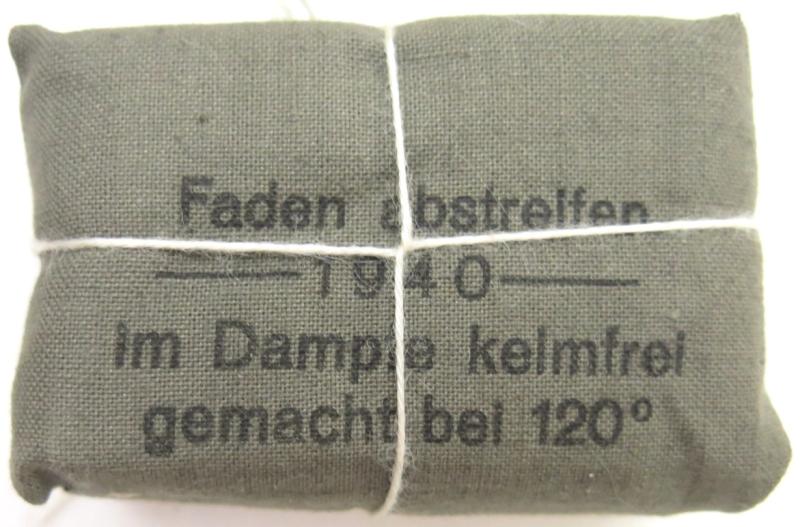 Faden abstreifen
1940
im Dampfe keimfrei
gemacht bei 120°